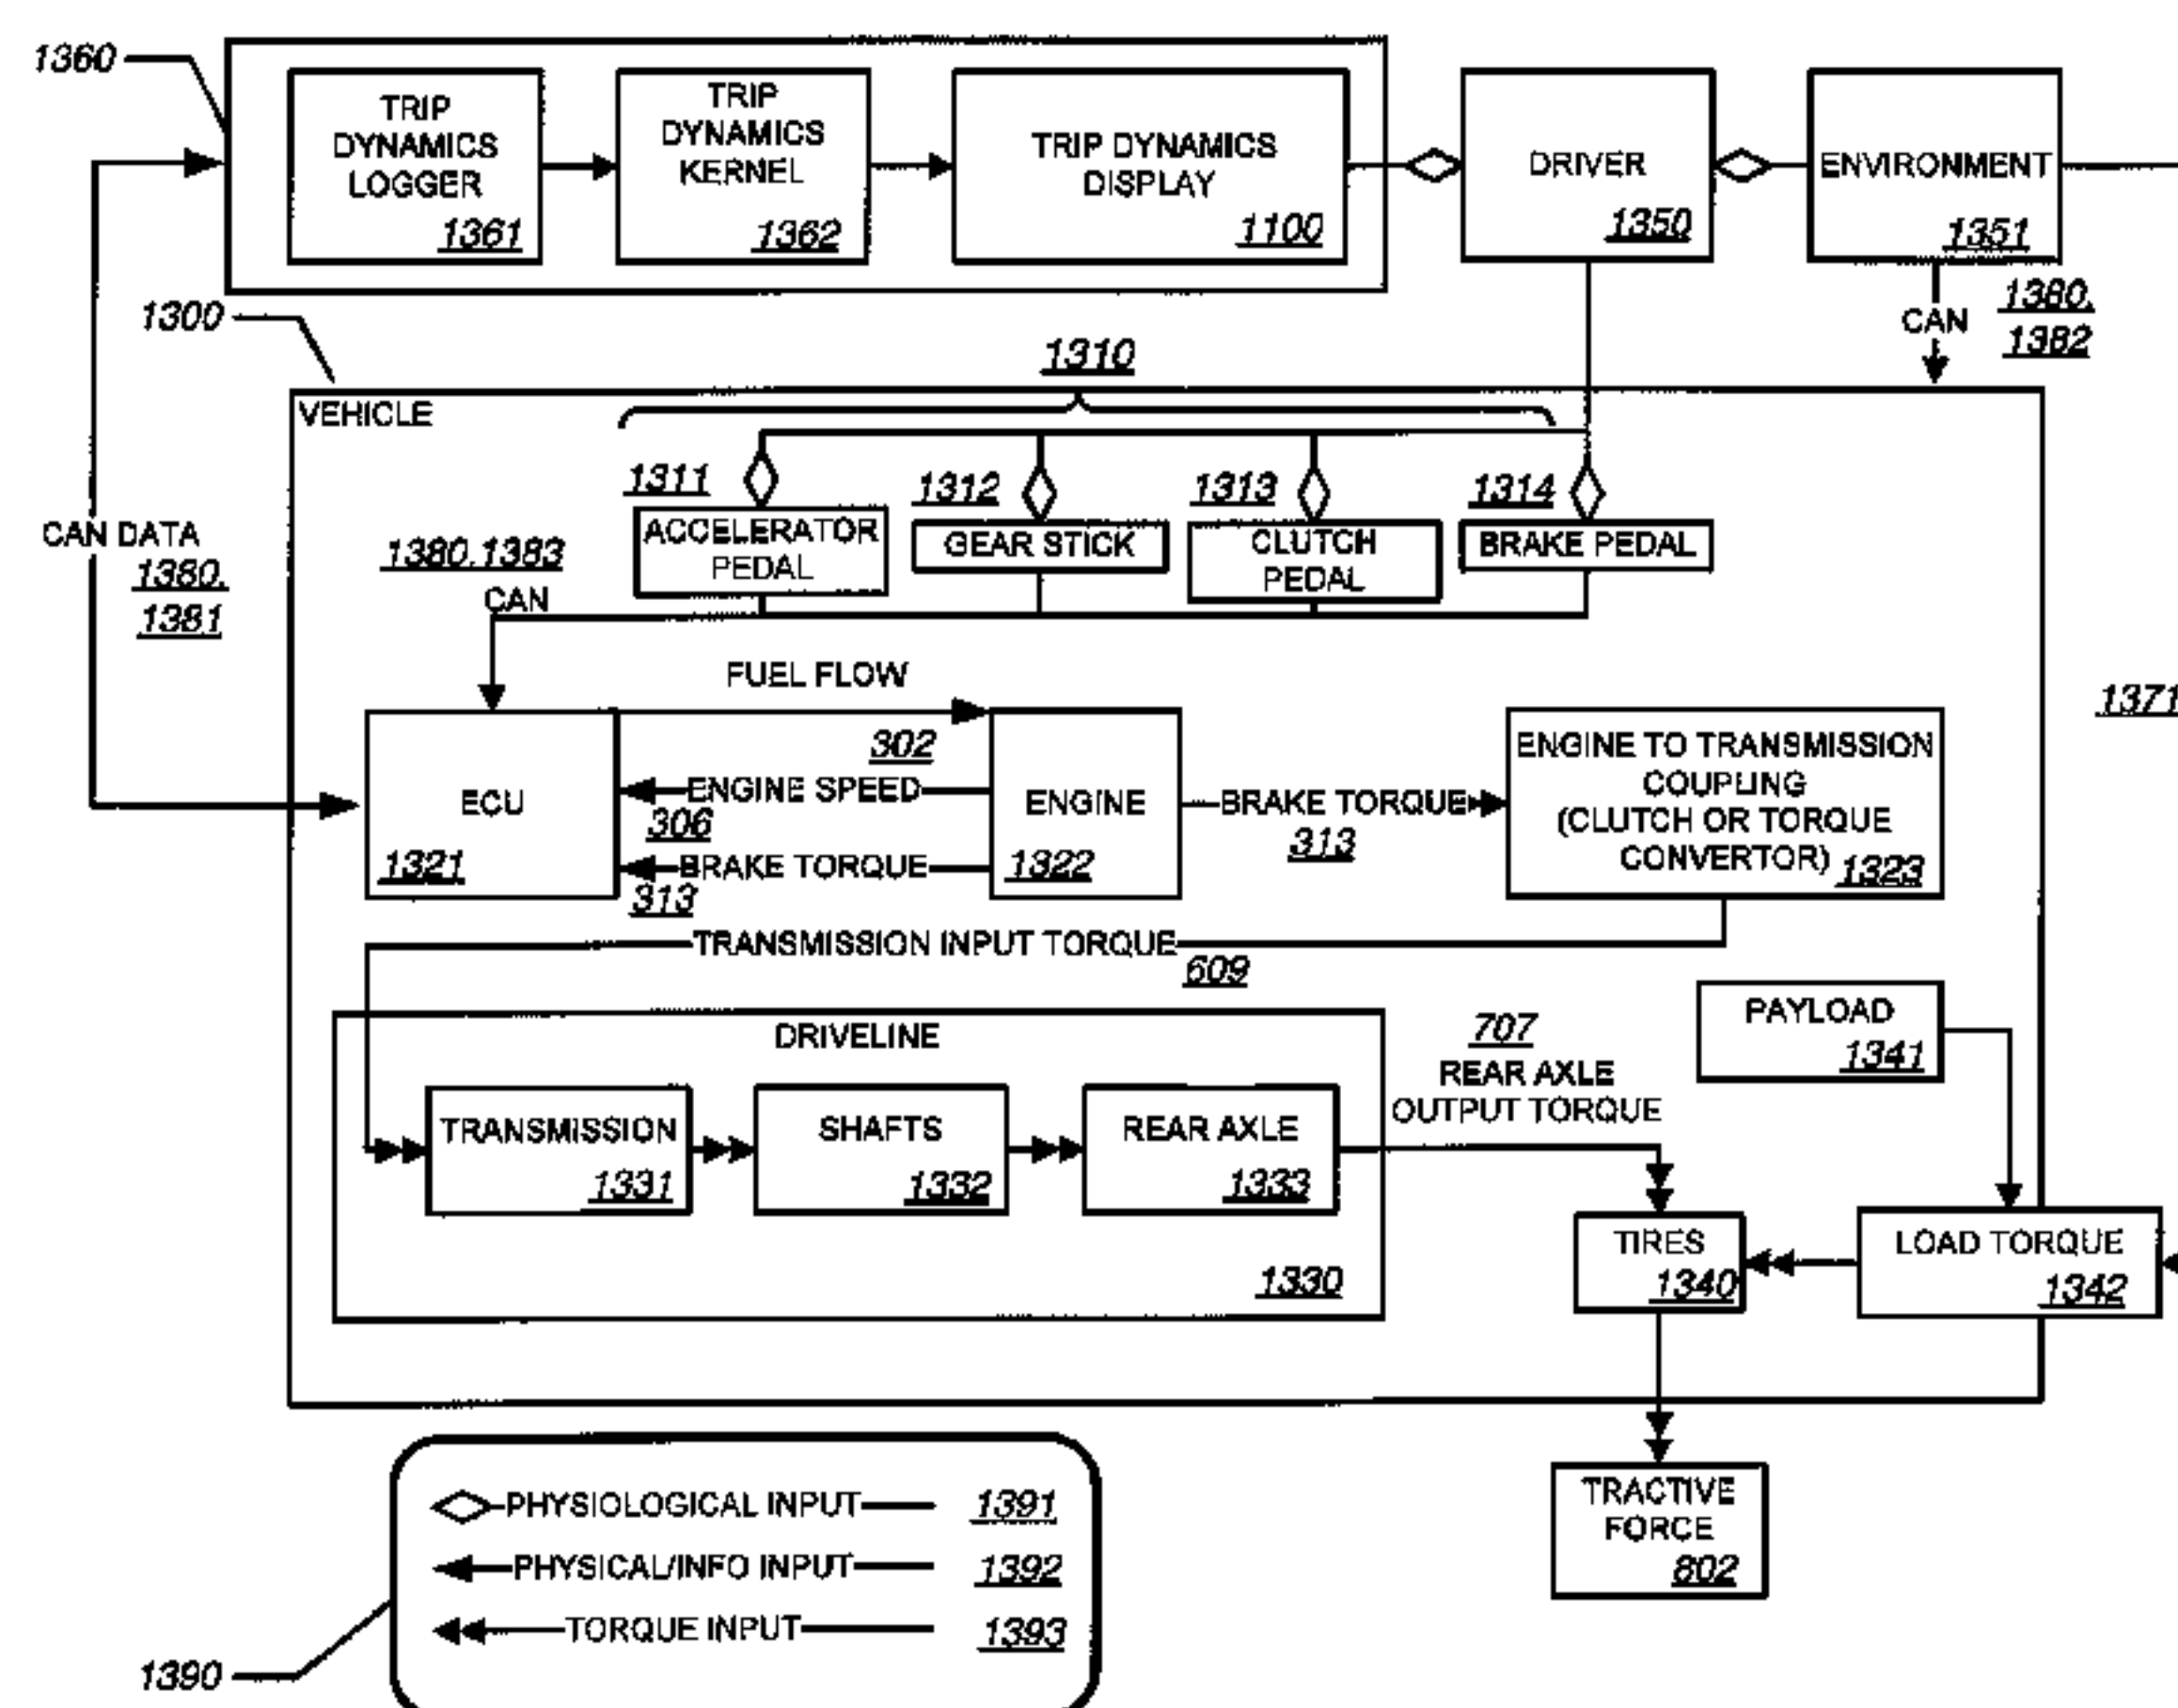 1360
TRIP
DYNAMICS
LOGGER
1361
TRIP
DYNAMICS
KERNEL
1362
TRIP DYNAMICS
DISPLAY
1100
DRIVER
1350
ENVIRONMENT
1351
CAN
1380,
1382
1300
VEHICLE
1310
CAN DATA
1380,
1381
1311
ACCELERATOR
PEDAL
1312
GEAR STICK
1313
CLUTCH
PEDAL
1314
BRAKE PEDAL
1380, 1383
CAN
1371
FUEL FLOW
302
ECU
1321
ENGINE SPEED
306
BRAKE TORQUE
313
ENGINE
1322
BRAKE TORQUE
313
ENGINE TO TRANSMISSION
COUPLING
(CLUTCH OR TORQUE
CONVERTOR)
1323
TRANSMISSION INPUT TORQUE
609
DRIVELINE
TRANSMISSION
1331
SHAFTS
1332
REAR AXLE
1333
1330
707
REAR AXLE
OUTPUT TORQUE
PAYLOAD
1341
TIRES
1340
LOAD TORQUE
1342
TRACTIVE
FORCE
802
PHYSIOLOGICAL INPUT
1391
PHYSICAL/INFO INPUT
1392
TORQUE INPUT
1393
1390